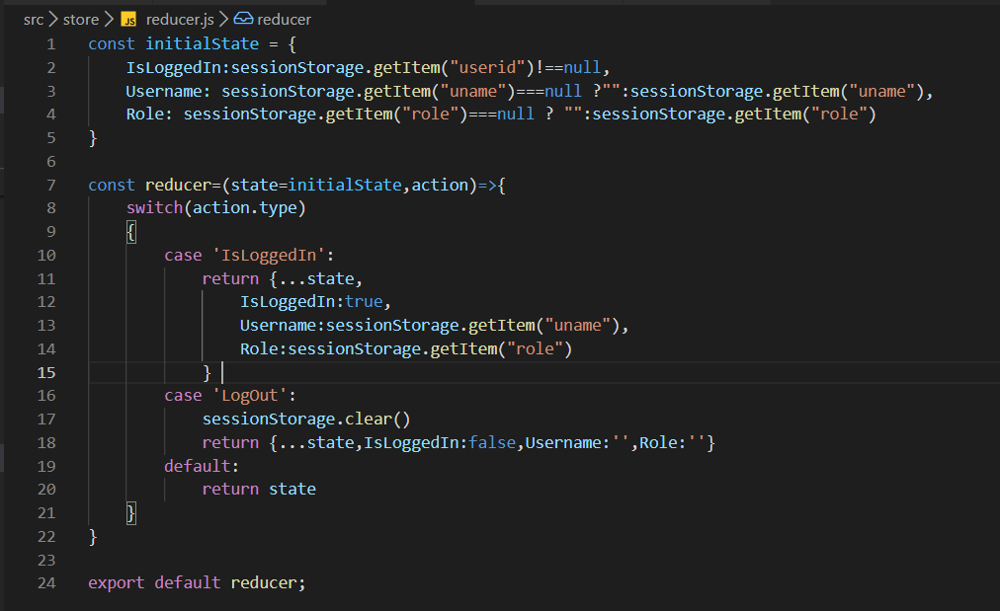 src > store > JS reducer.js > reducer
1 const initialState = {
2 IsLoggedIn:sessionStorage.getItem("userid")!==null,
3 Username: sessionStorage.getItem("uname")===null ?"":sessionStorage.getItem("uname"),
4 Role: sessionStorage.getItem("role")===null ? "":sessionStorage.getItem("role")
5 }
6
7 const reducer=(state=initialState,action)=>{
8 switch(action.type)
9 {
10 case 'IsLoggedIn':
11 return {...state,
12 IsLoggedIn:true,
13 Username:sessionStorage.getItem("uname"),
14 Role:sessionStorage.getItem("role")
15 }
16 case 'LogOut':
17 sessionStorage.clear()
18 return {...state,IsLoggedIn:false,Username:'',Role:''}
19 default:
20 return state
21 }
22 }
23
24 export default reducer;